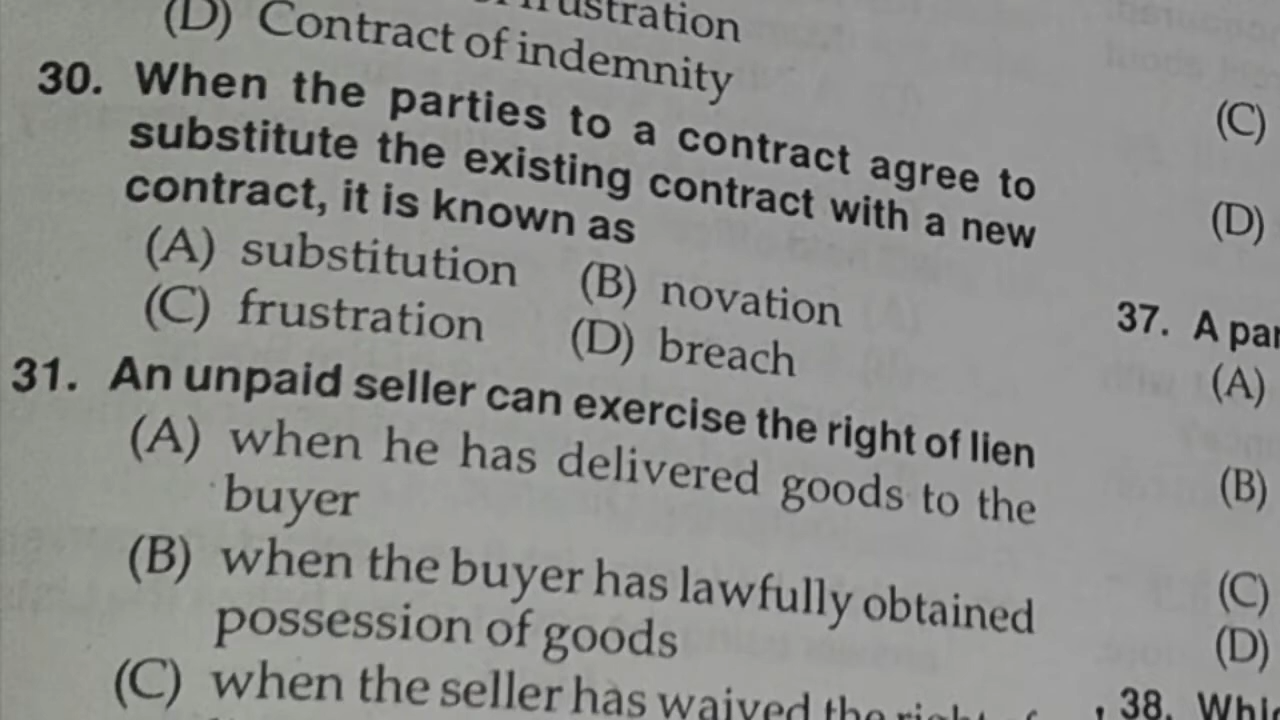 (D) Contract of indemnity
30. When the parties to a contract agree to
substitute the existing contract with a new
contract, it is known as
(A) substitution (B) novation
(C) frustration (D) breach
31. An unpaid seller can exercise the right of lien
(A) when he has delivered goods to the
buyer
(B) when the buyer has lawfully obtained
possession of goods
(C) when the seller has waived the
(C)
(D)
37. A
(A)
(B)
(C)
(D)
38.